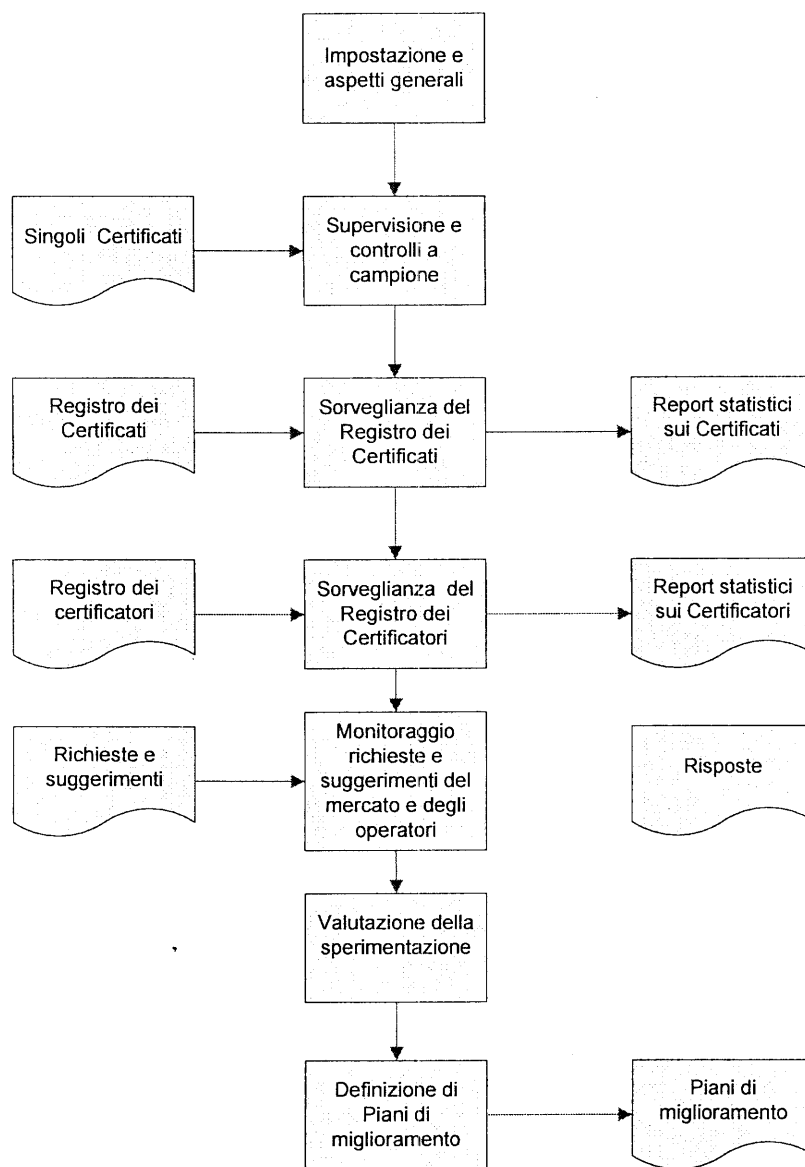 Impostazione e
aspetti generali
Singoli Certificati
Supervisione e
controlli a
campione
Registro dei
Certificati
Sorveglianza del
Registro dei
Certificati
Report statistici
sui Certificati
Registro dei
certificatori
Sorveglianza del
Registro dei
Certificatori
Report statistici
sui Certificatori
Richieste e
suggerimenti
Monitoraggio
richieste e
suggerimenti del
mercato e degli
operatori
Risposte
Valutazione della
sperimentazione
Definizione di
Piani di
miglioramento
Piani di
miglioramento